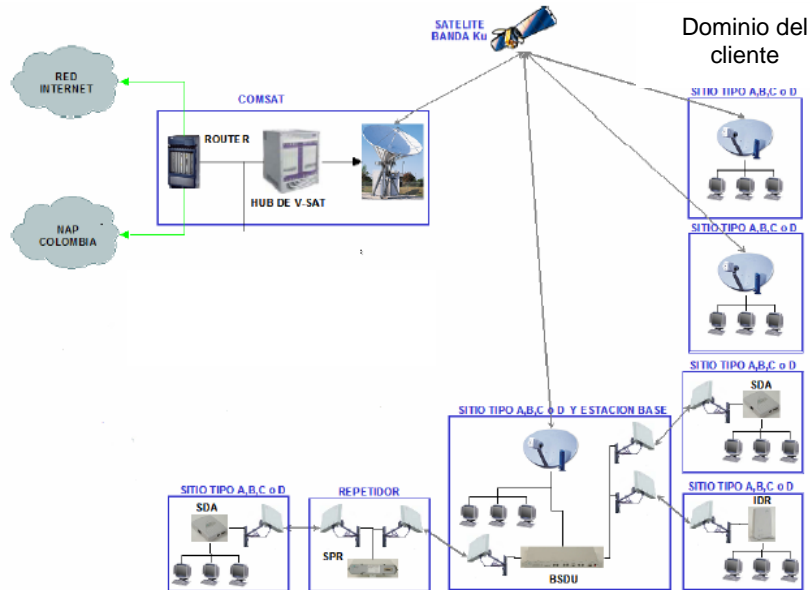 SATELITE
BANDA Ku
Dominio del
cliente
RED
INTERNET
COMSAT
ROUTER
HUB DE V-SAT
NAP
COLOMBIA
SITIO TIPO A,B,C o D
SITIO TIPO A,B,C o D
SITIO TIPO A,B,C o D
SDA
SITIO TIPO A,B,C o D Y ESTACION BASE
SITIO TIPO A,B,C o D
SDA
REPETIDOR
SPR
BSDU
SITIO TIPO A,B,C o D
IDR